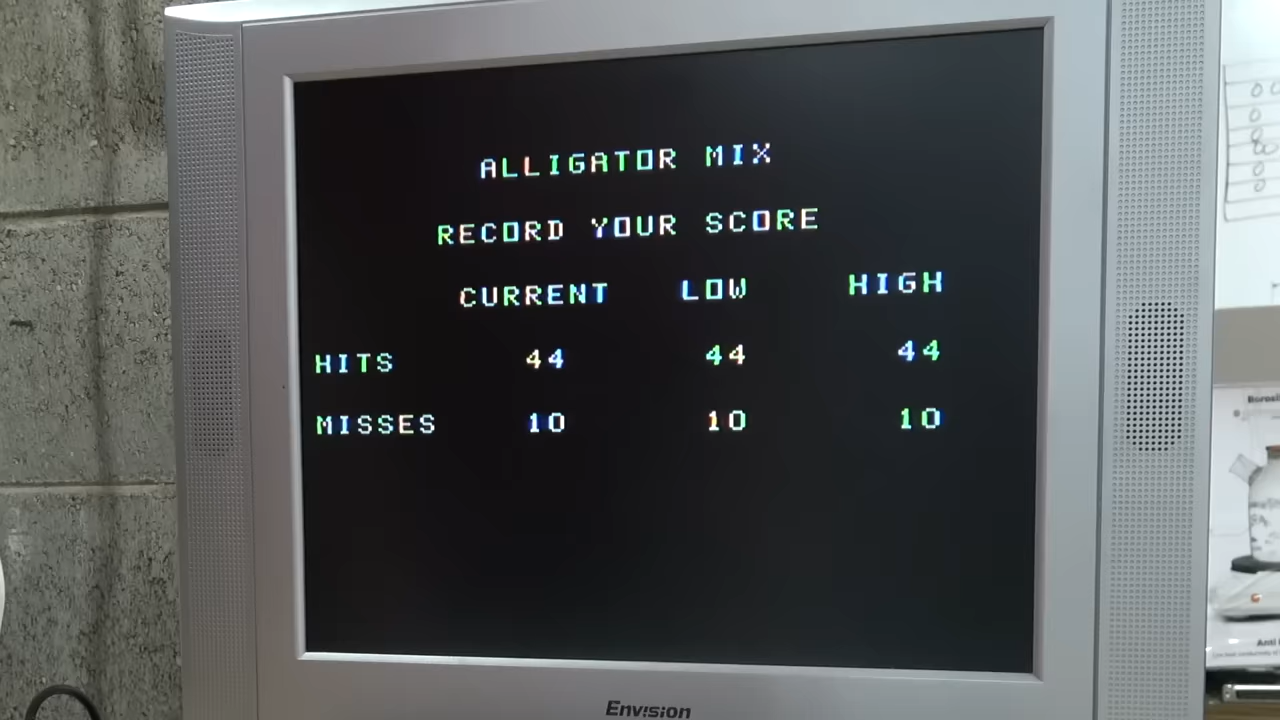 ALLIGATOR MIX
RECORD YOUR SCORE
CURRENT LOW HIGH
HITS 44 44 44
MISSES 10 10 10
Envision